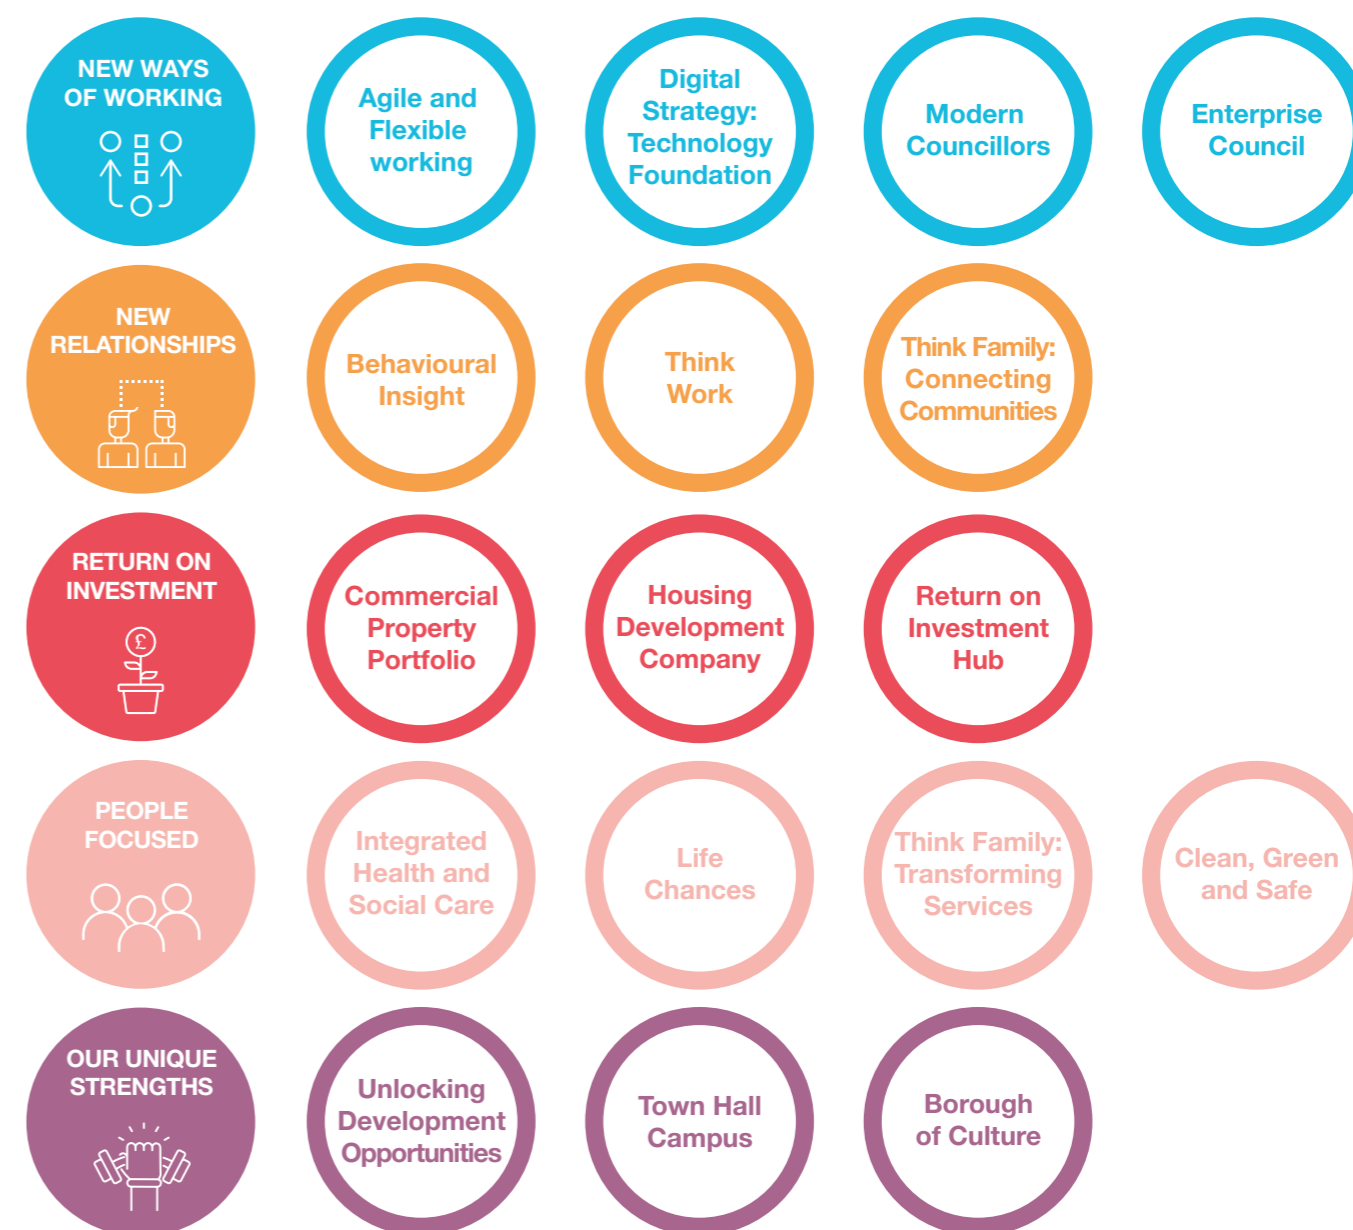 NEW WAYS
OF WORKING
Agile and
Flexible
working
Digital
Strategy:
Technology
Foundation
Modern
Councillors
Enterprise
Council
NEW
RELATIONSHIPS
Behavioural
Insight
Think
Work
Think Family:
Connecting
Communities
RETURN ON
INVESTMENT
£
Commercial
Property
Portfolio
Housing
Development
Company
Return on
Investment
Hub
PEOPLE
FOCUSED
Integrated
Health and
Social Care
Life
Chances
Think Family:
Transforming
Services
Clean, Green
and Safe
OUR UNIQUE
STRENGTHS
Unlocking
Development
Opportunities
Town Hall
Campus
Borough
of Culture